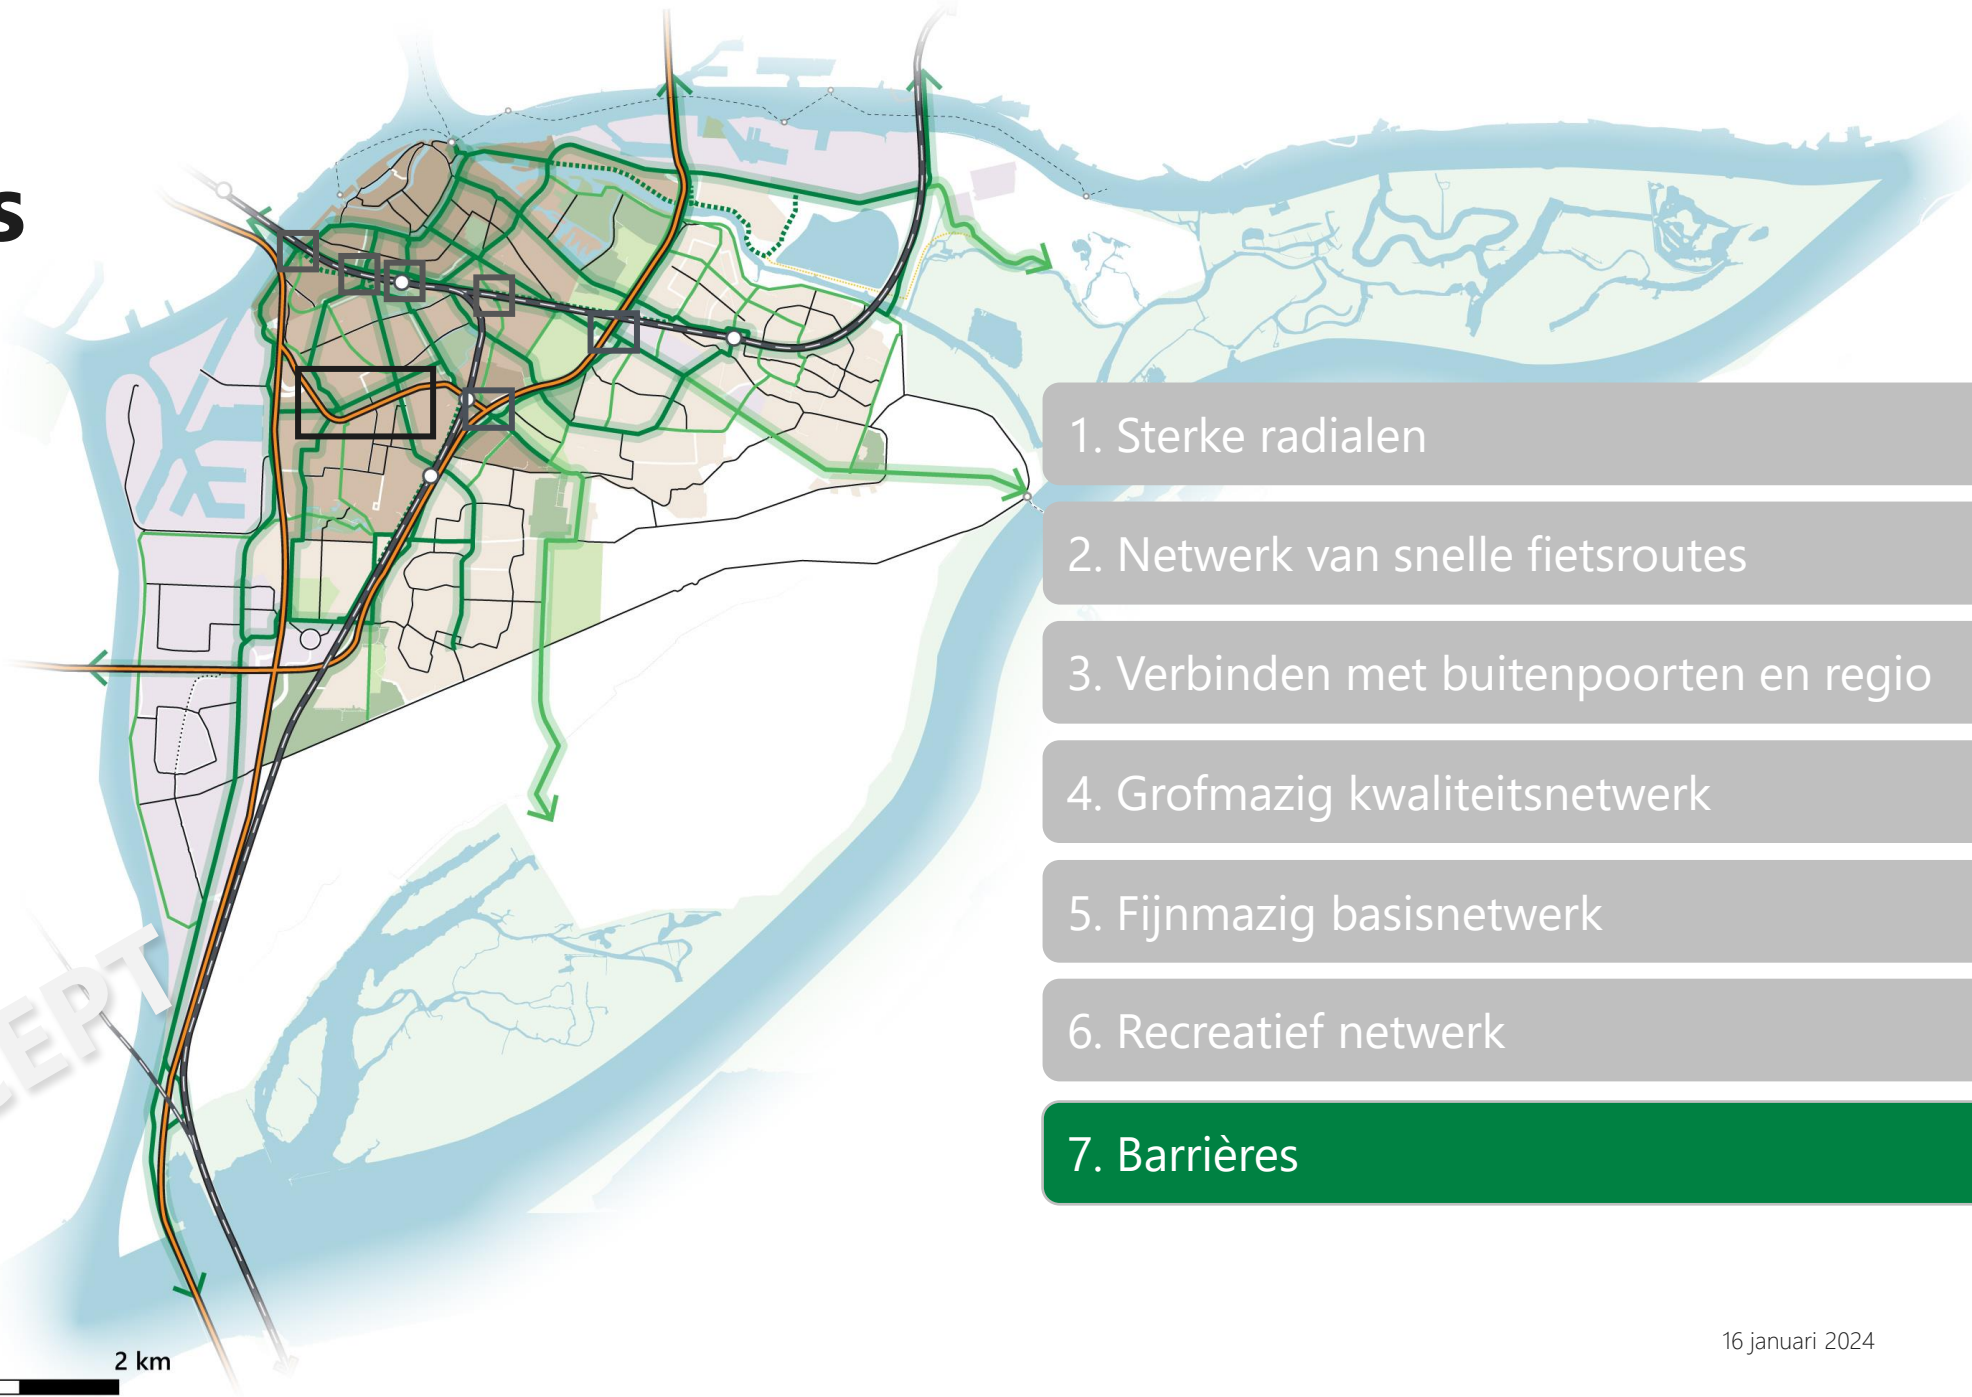 s
1. Sterke radialen
2. Netwerk van snelle fietsroutes
3. Verbinden met buitenpoorten en regio
4. Grofmazig kwaliteitsnetwerk
5. Fijnmazig basisnetwerk
6. Recreatief netwerk
7. Barrières
EPT
16 januari 2024
2 km